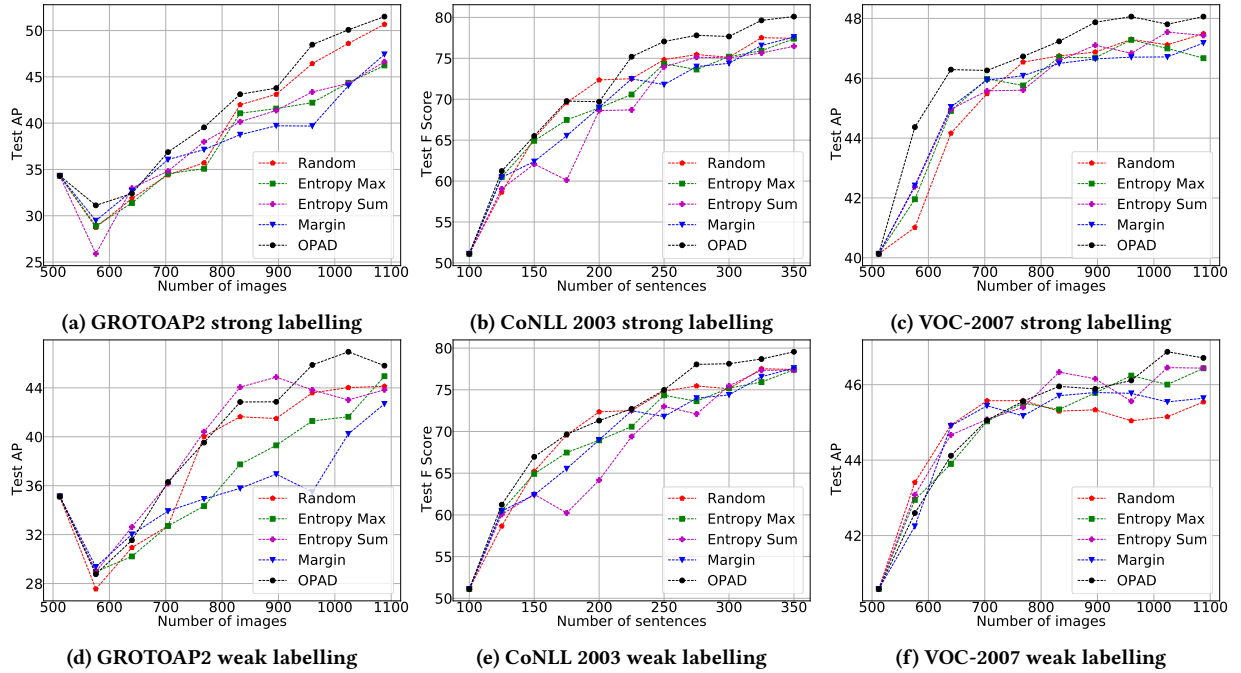 50
45
40
35
30
25
Test AP
500 600 700 800 900 1000 1100
Number of images
Random
Entropy Max
Entropy Sum
Margin
OPAD
(a) GROTOAP2 strong labelling
80
75
70
65
60
55
50
Test F Score
100 150 200 250 300 350
Number of sentences
Random
Entropy Max
Entropy Sum
Margin
OPAD
(b) CoNLL 2003 strong labelling
48
46
44
42
40
Test AP
500 600 700 800 900 1000 1100
Number of images
Random
Entropy Max
Entropy Sum
Margin
OPAD
(c) VOC-2007 strong labelling
44
40
36
32
28
Test AP
500 600 700 800 900 1000 1100
Number of images
Random
Entropy Max
Entropy Sum
Margin
OPAD
(d) GROTOAP2 weak labelling
80
75
70
65
60
55
50
Test F Score
100 150 200 250 300 350
Number of sentences
Random
Entropy Max
Entropy Sum
Margin
OPAD
(e) CoNLL 2003 weak labelling
46
44
42
Test AP
500 600 700 800 900 1000 1100
Number of images
Random
Entropy Max
Entropy Sum
Margin
OPAD
(f) VOC-2007 weak labelling